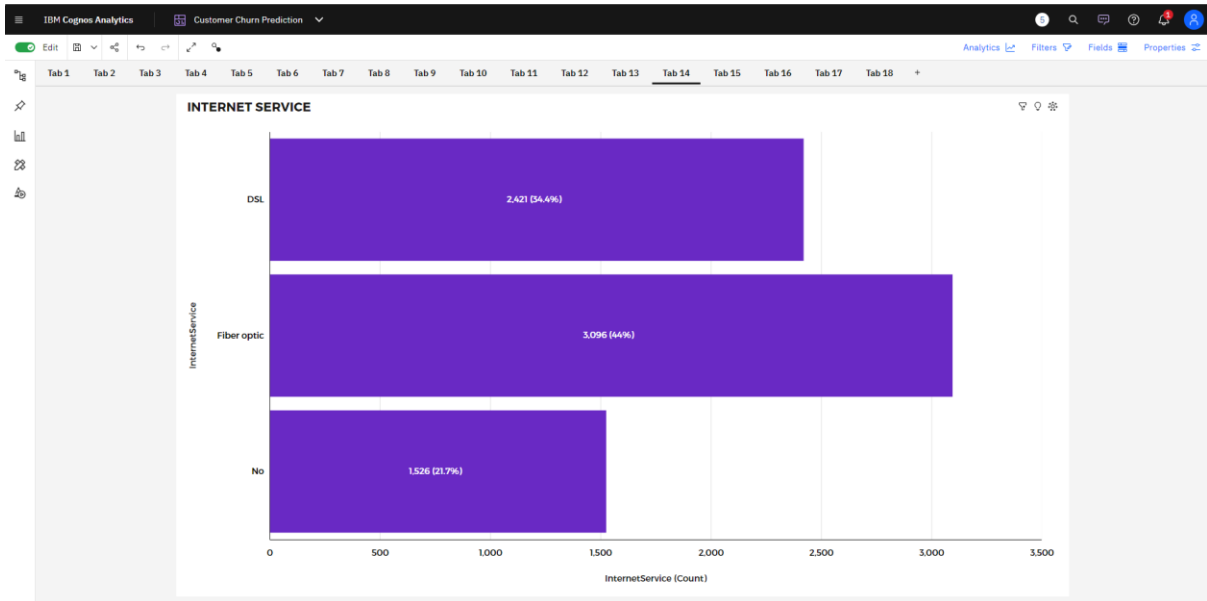 IBM Cognos Analytics Customer Churn Prediction 5 1
Edit Analytics Filters Fields Properties
Tab 1 Tab 2 Tab 3 Tab 4 Tab 5 Tab 6 Tab 7 Tab 8 Tab 9 Tab 10 Tab 11 Tab 12 Tab 13 Tab 14 Tab 15 Tab 16 Tab 17 Tab 18 +
INTERNET SERVICE
DSL 2,421 (34.4%)
InternetService
Fiber optic 3,096 (44%)
No 1,526 (21.7%)
0 500 1,000 1,500 2,000 2,500 3,000 3,500
InternetService (Count)